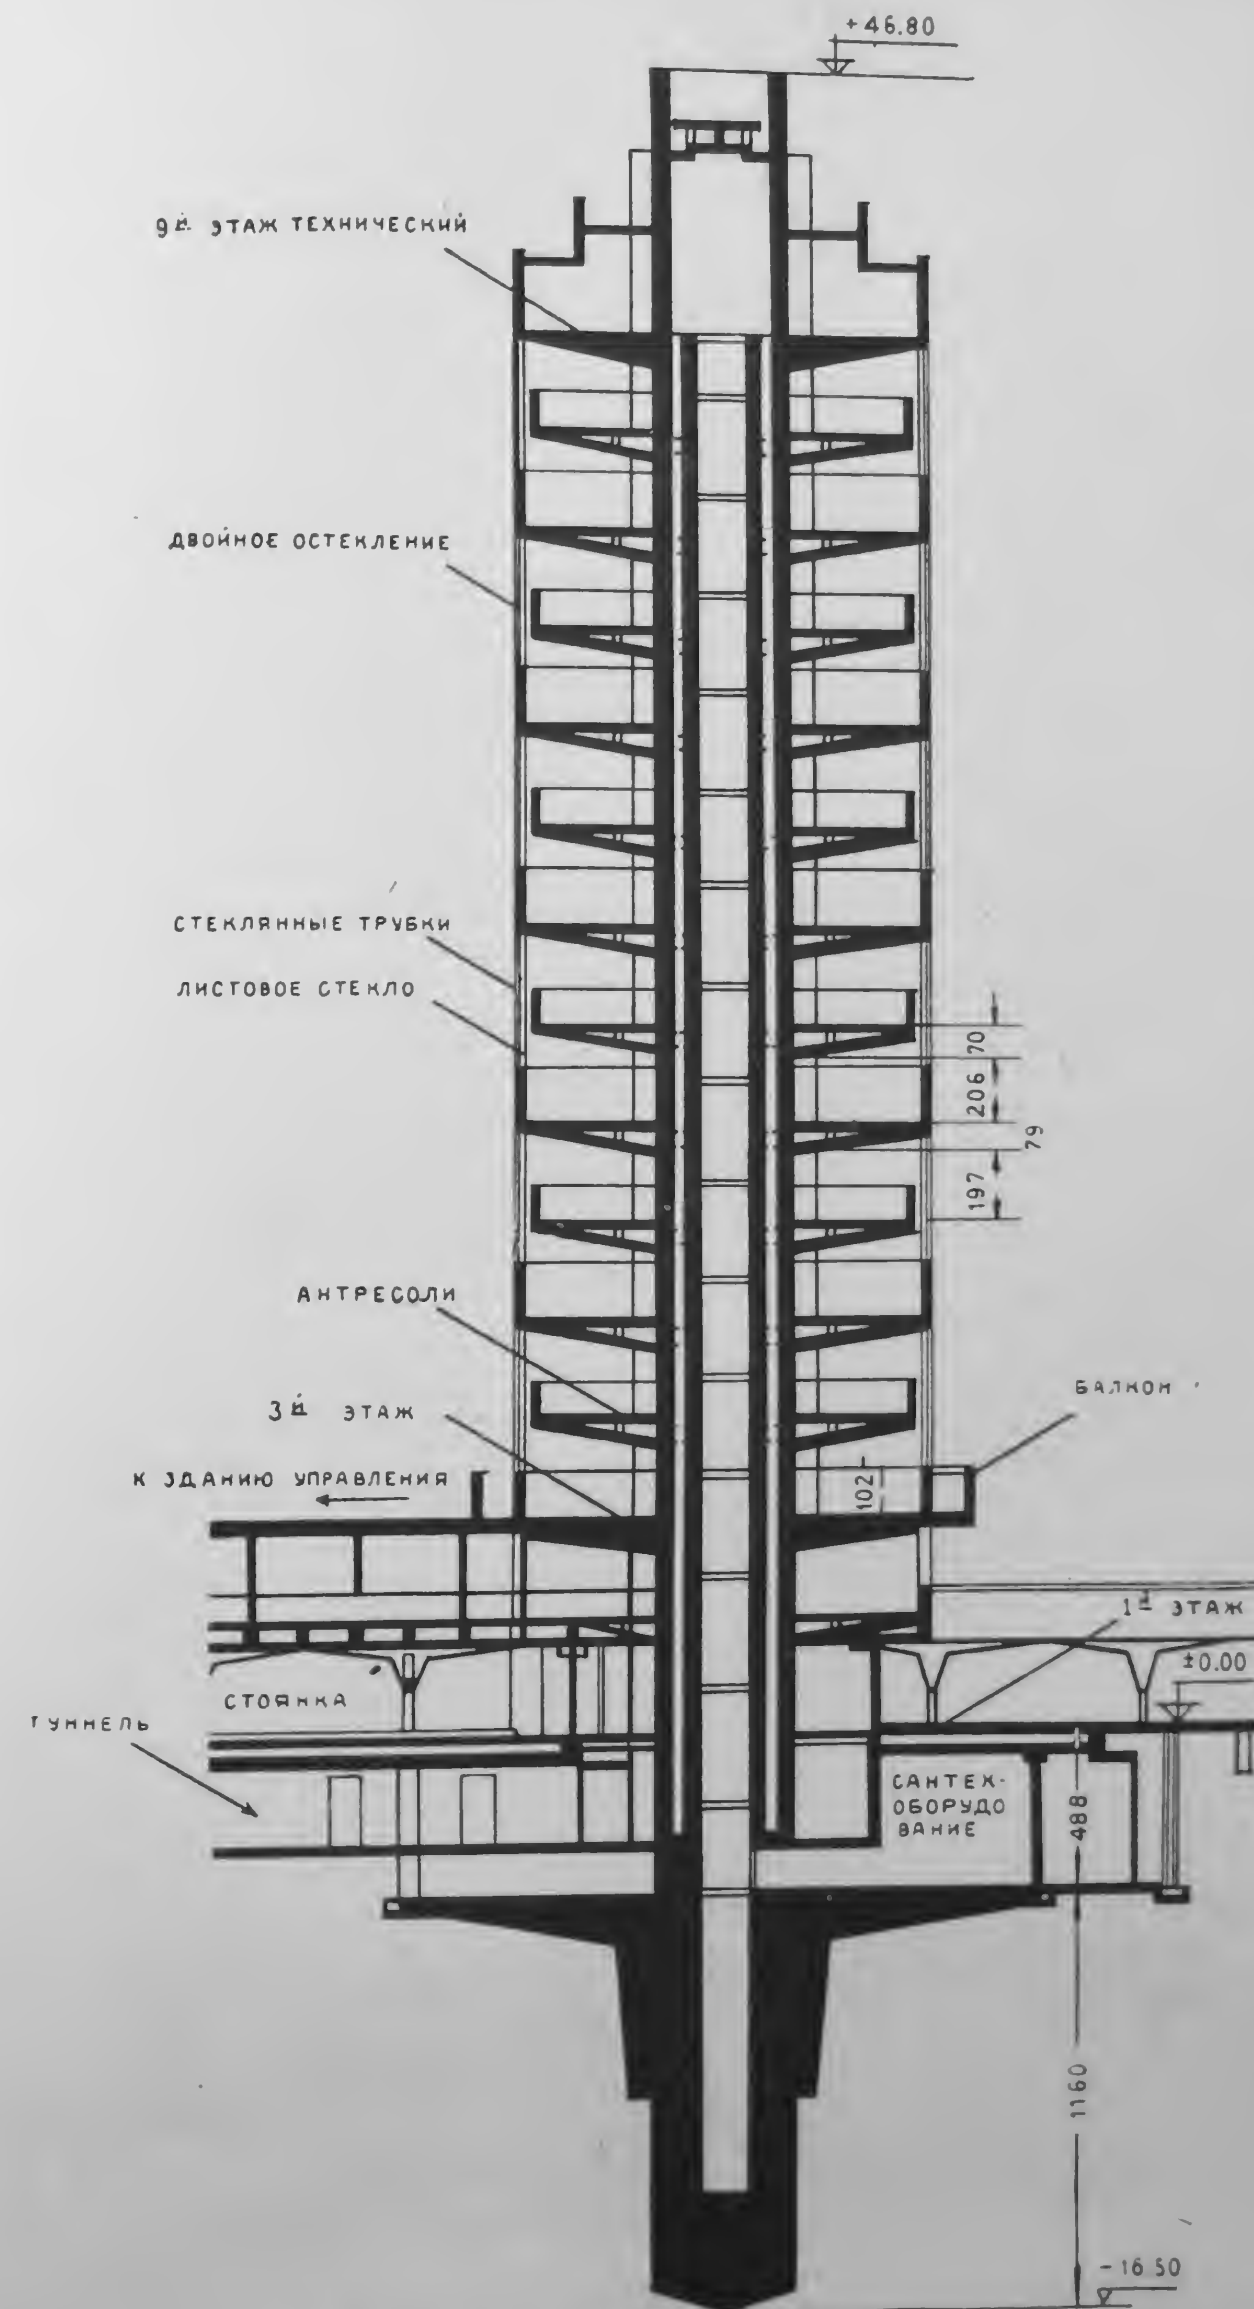 +46.80
9й ЭТАЖ ТЕХНИЧЕСКИЙ
ДВОЙНОЕ ОСТЕКЛЕНИЕ
СТЕКЛЯННЫЕ ТРУБКИ
ЛИСТОВОЕ СТЕКЛО
70
206
79
197
АНТРЕСОЛИ
БАЛКОН
3й ЭТАЖ
К ЗДАНИЮ УПРАВЛЕНИЯ
102
1й ЭТАЖ
±0.00
СТОЯНКА
ТУННЕЛЬ
САНТЕХ-
ОБОРУДО
ВАНИЕ
488
1160
-16 50